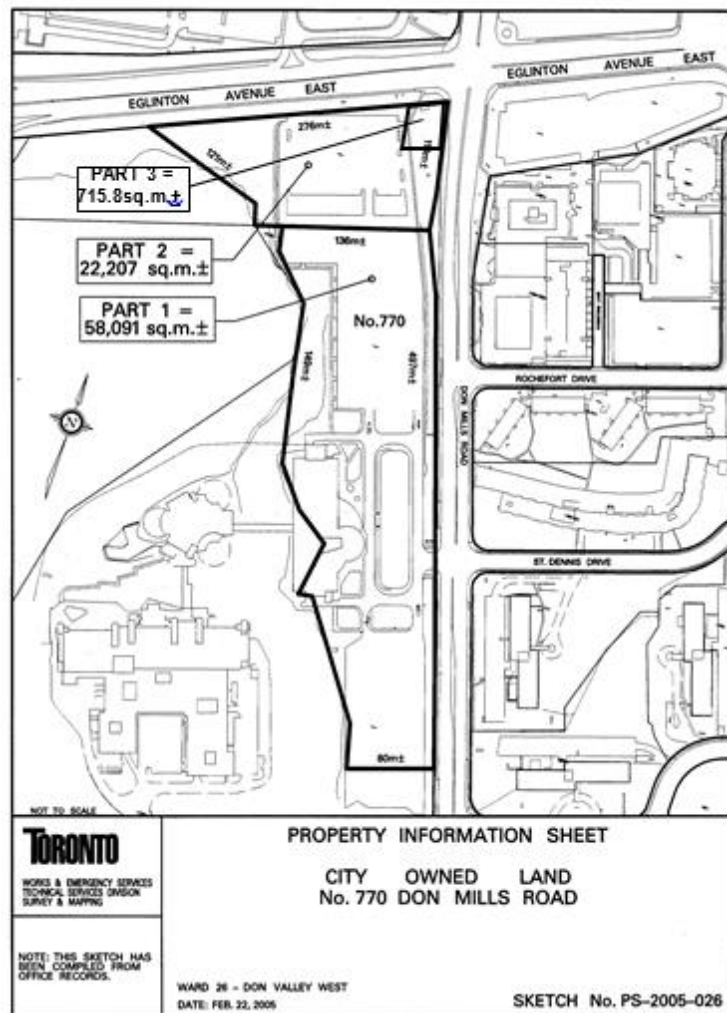 EGLINTON AVENUE EAST
EGLINTON AVENUE EAST
276m±
121m±
PART 3 =
715.8sq.m.±
PART 2 =
22,207 sq.m.±
136m±
PART 1 =
58,091 sq.m.±
No.770
149m±
497m±
ROCHEFORT DRIVE
DON MILLS ROAD
N
ST. DENNIS DRIVE
80m±
NOT TO SCALE
TORONTO
WORKS & EMERGENCY SERVICES
TECHNICAL SERVICES DIVISION
SURVEY & MAPPING
PROPERTY INFORMATION SHEET
CITY OWNED LAND
No. 770 DON MILLS ROAD
NOTE: THIS SKETCH HAS
BEEN COMPILED FROM
OFFICE RECORDS.
WARD 26 - DON VALLEY WEST
DATE: FEB. 22, 2005
SKETCH No. PS-2005-026